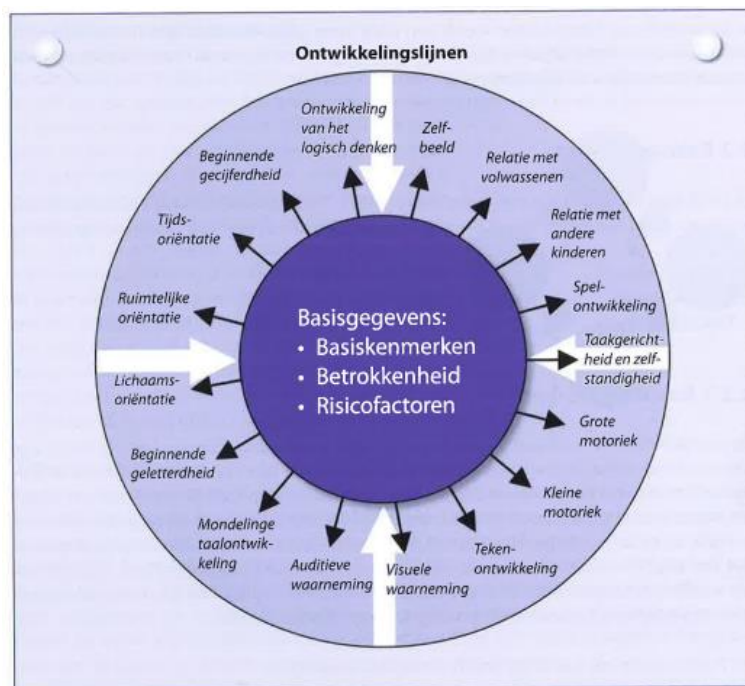 Ontwikkelingslijnen
Ontwikkeling
van het
logisch denken
Zelf-
beeld
Relatie met
volwassenen
Relatie met
andere
kinderen
Spel-
ontwikkeling
Taakgericht-
heid en zelf-
standigheid
Grote
motoriek
Kleine
motoriek
Teken-
ontwikkeling
Visuele
waarneming
Auditieve
waarneming
Mondelinge
taalontwik-
keling
Beginnende
geletterdheid
Lichaams-
oriëntatie
Ruimtelijke
oriëntatie
Tijds-
oriëntatie
Beginnende
gecijferdheid
Basisgegevens:
• Basiskenmerken
• Betrokkenheid
• Risicofactoren